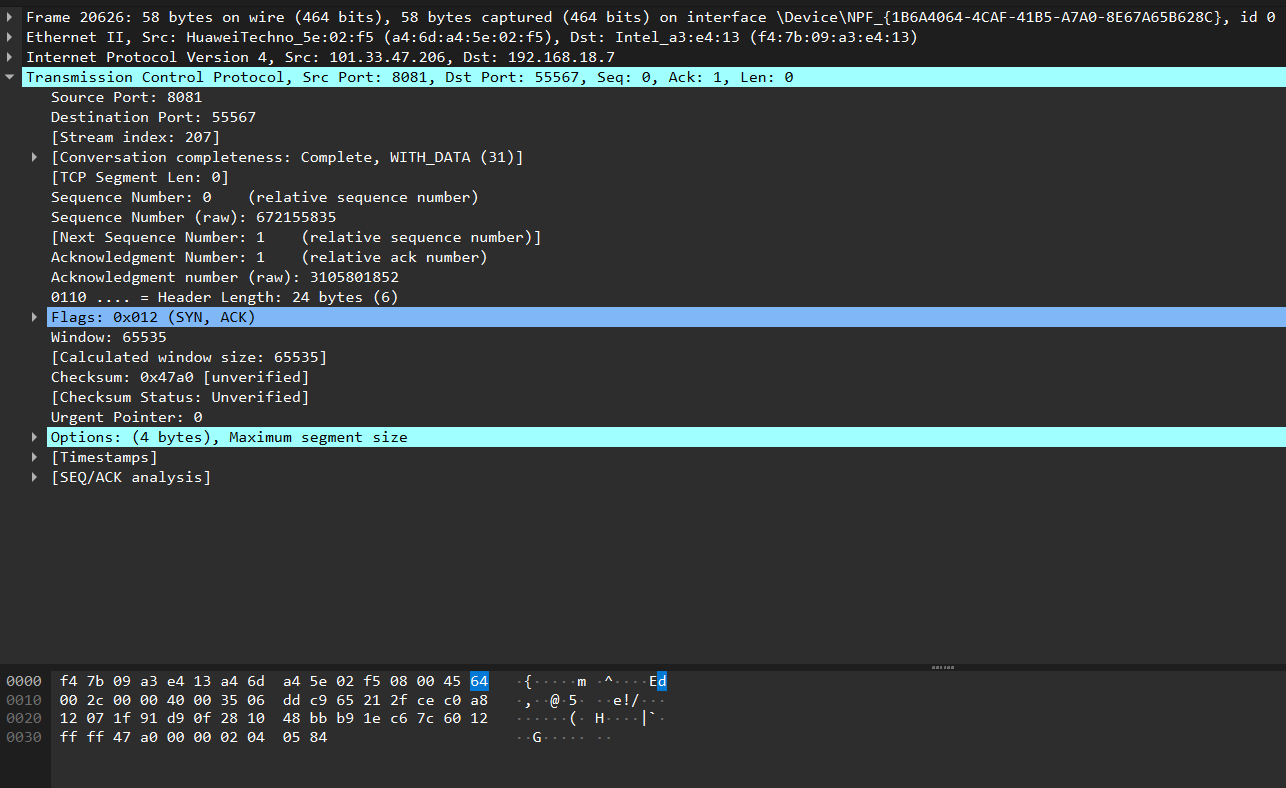 Frame 20626: 58 bytes on wire (464 bits), 58 bytes captured (464 bits) on interface \Device\NPF_{1B6A4064-4CAF-41B5-A7A0-8E67A65B628C}, id 0
Ethernet II, Src: HuaweiTechno_5e:02:f5 (a4:6d:a4:5e:02:f5), Dst: Intel_a3:e4:13 (f4:7b:09:a3:e4:13)
Internet Protocol Version 4, Src: 101.33.47.206, Dst: 192.168.18.7
Transmission Control Protocol, Src Port: 8081, Dst Port: 55567, Seq: 0, Ack: 1, Len: 0
Source Port: 8081
Destination Port: 55567
[Stream index: 207]
[Conversation completeness: Complete, WITH_DATA (31)]
[TCP Segment Len: 0]
Sequence Number: 0    (relative sequence number)
Sequence Number (raw): 672155835
[Next Sequence Number: 1    (relative sequence number)]
Acknowledgment Number: 1    (relative ack number)
Acknowledgment number (raw): 3105801852
0110 .... = Header Length: 24 bytes (6)
Flags: 0x012 (SYN, ACK)
Window: 65535
[Calculated window size: 65535]
Checksum: 0x47a0 [unverified]
[Checksum Status: Unverified]
Urgent Pointer: 0
Options: (4 bytes), Maximum segment size
[Timestamps]
[SEQ/ACK analysis]
0000  f4 7b 09 a3 e4 13 a4 6d  a4 5e 02 f5 08 00 45 64  ·{·····m ·^····Ed
0010  00 2c 00 00 40 00 35 06  dd c9 65 21 2f ce c0 a8  ·,··@·5· ··e!/···
0020  12 07 1f 91 d9 0f 28 10  48 bb b9 1e c6 7c 60 12  ······(· H····|`·
0030  ff ff 47 a0 00 00 02 04  05 84  ··G····· ··